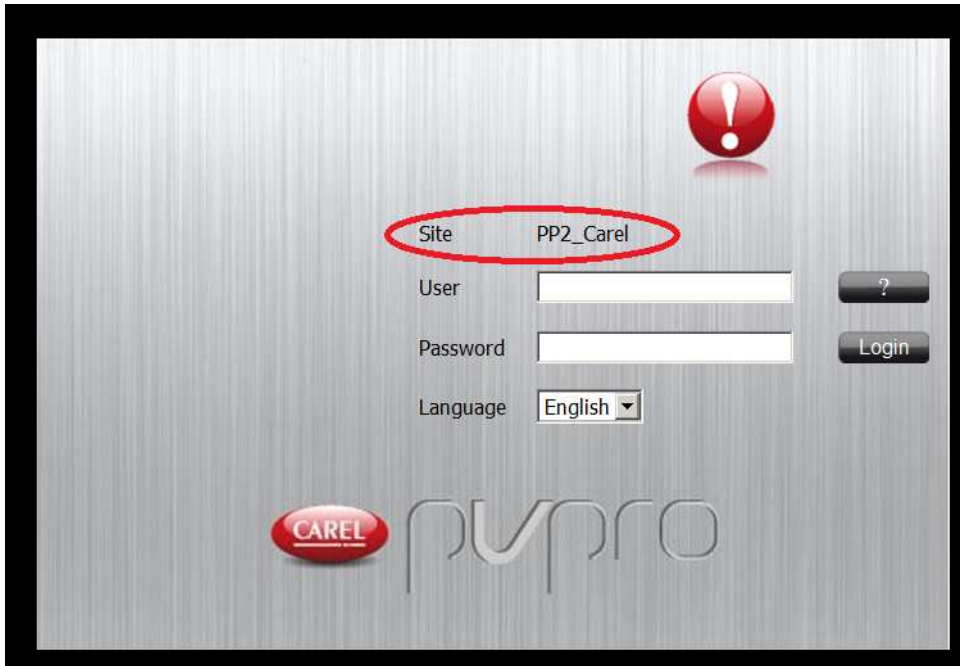 !
Site PP2_Carel
User ?
Password Login
Language English
CAREL pvpro